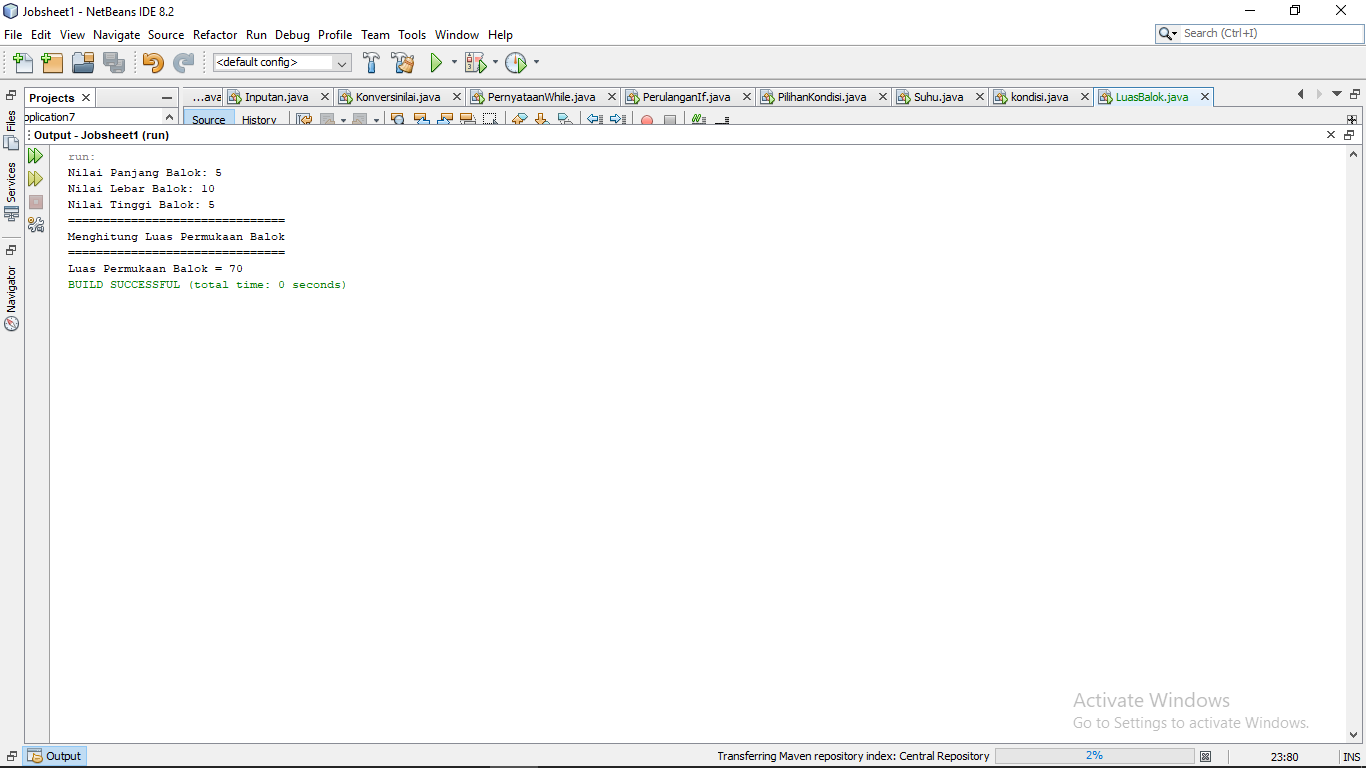 Jobsheet1 - NetBeans IDE 8.2
File Edit View Navigate Source Refactor Run Debug Profile Team Tools Window Help
Search (Ctrl+I)
<default config>
Projects
...ava Inputan.java Konversinilai.java PernyataanWhile.java PerulanganIf.java PilihanKondisi.java Suhu.java kondisi.java LuasBalok.java
pplication7
Source History
Output - Jobsheet1 (run)
Files
Services
Navigator
run:
Nilai Panjang Balok: 5
Nilai Lebar Balok: 10
Nilai Tinggi Balok: 5
===============================
Menghitung Luas Permukaan Balok
===============================
Luas Permukaan Balok = 70
BUILD SUCCESSFUL (total time: 0 seconds)
Activate Windows
Go to Settings to activate Windows.
Output
Transferring Maven repository index: Central Repository
2%
23:80
INS